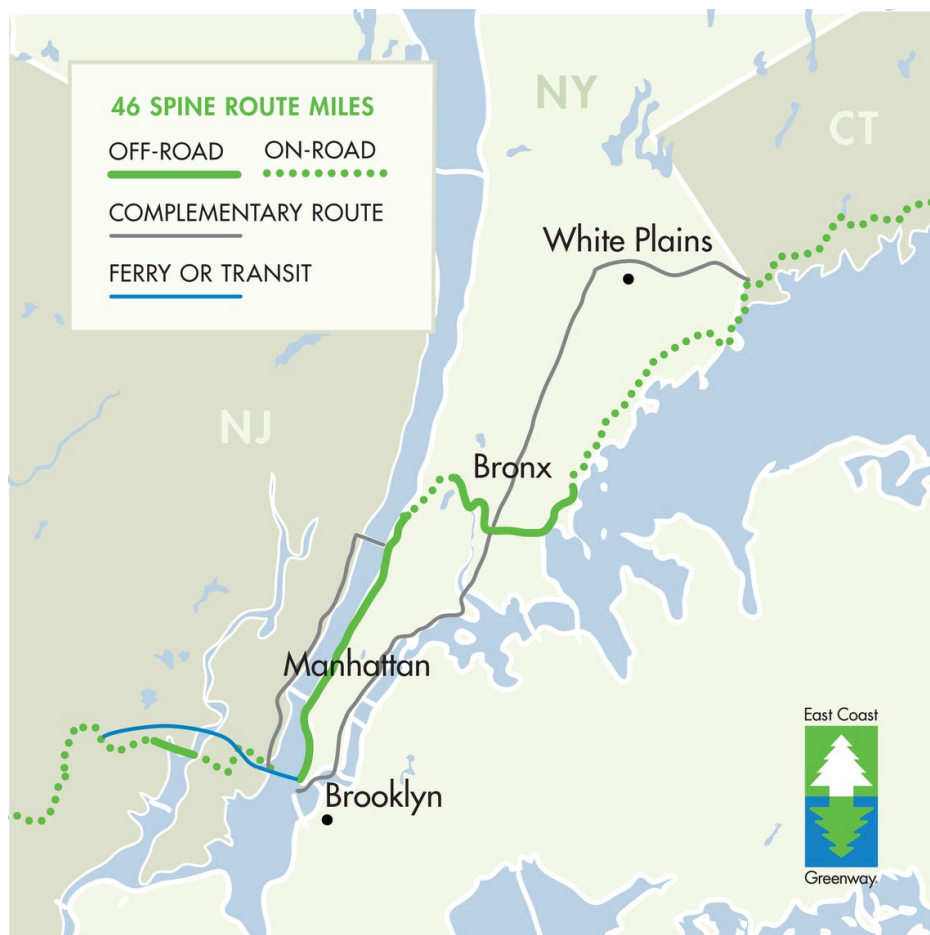 46 SPINE ROUTE MILES
OFF-ROAD ON-ROAD
COMPLEMENTARY ROUTE
FERRY OR TRANSIT
NY
CT
White Plains
NJ
Bronx
Manhattan
Brooklyn
East Coast
Greenway